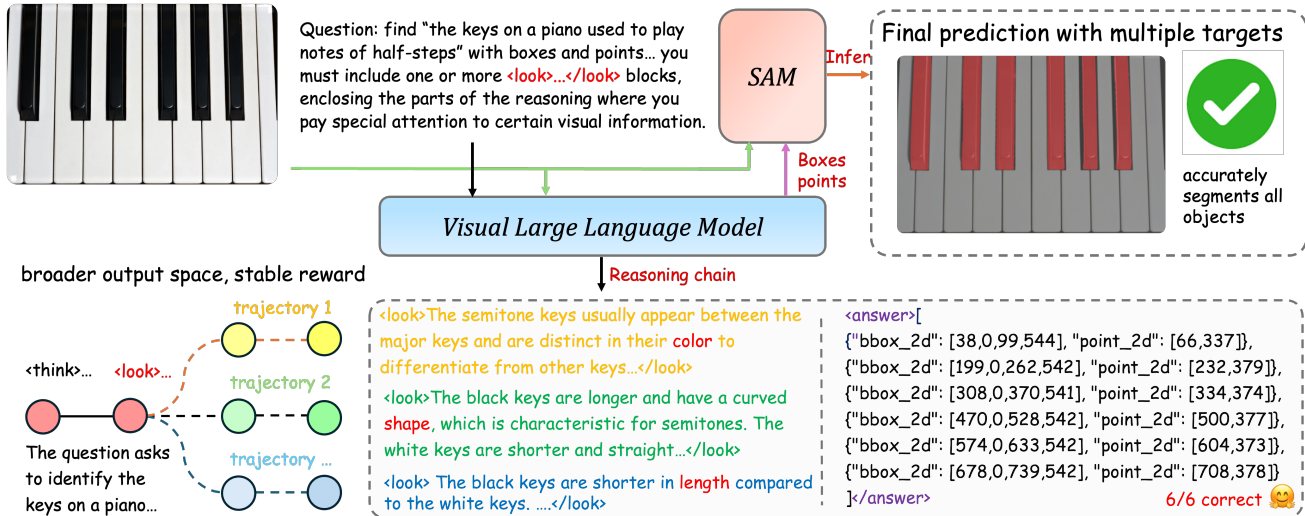 Question: find “the keys on a piano used to play
notes of half-steps” with boxes and points... you
must include one or more <look>...</look> blocks,
enclosing the parts of the reasoning where you
pay special attention to certain visual information.
SAM
Infer
Final prediction with multiple targets
accurately
segments all
objects
Boxes
points
Visual Large Language Model
Reasoning chain
broader output space, stable reward
trajectory 1
<think>...
<look>...
trajectory 2
The question asks
to identify the
keys on a piano...
trajectory ...
<look>The semitone keys usually appear between the
major keys and are distinct in their color to
differentiate from other keys...</look>
<look>The black keys are longer and have a curved
shape, which is characteristic for semitones. The
white keys are shorter and straight...</look>
<look> The black keys are shorter in length compared
to the white keys. ....</look>
<answer>[
{"bbox_2d": [38,0,99,544], "point_2d": [66,337]},
{"bbox_2d": [199,0,262,542], "point_2d": [232,379]},
{"bbox_2d": [308,0,370,541], "point_2d": [334,374]},
{"bbox_2d": [470,0,528,542], "point_2d": [500,377]},
{"bbox_2d": [574,0,633,542], "point_2d": [604,373]},
{"bbox_2d": [678,0,739,542], "point_2d": [708,378]}
]</answer>
6/6 correct